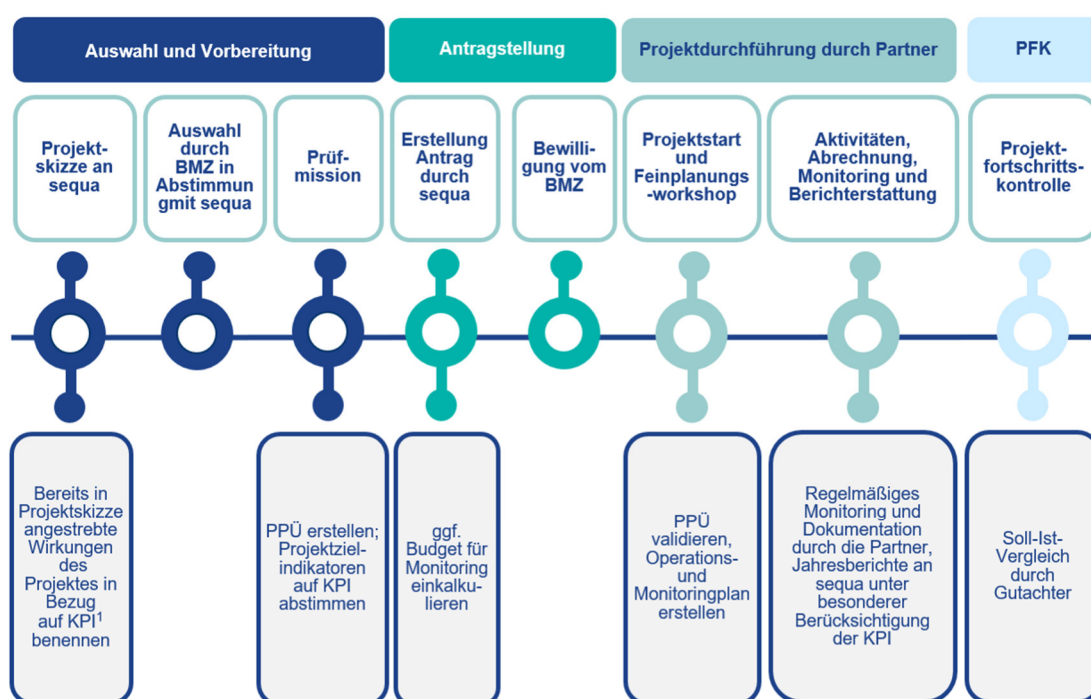 Auswahl und Vorbereitung
Antragstellung
Projektdurchführung durch Partner
PFK
Projekt-
skizze an
sequa
Auswahl
durch
BMZ in
Abstimmun
gmit sequa
Prüf-
mission
Erstellung
Antrag
durch
sequa
Bewilli-
gung vom
BMZ
Projektstart
und
Feinplanungs
-workshop
Aktivitäten,
Abrechnung,
Monitoring und
Berichterstattung
Projekt-
fortschritts-
kontrolle
Bereits in
Projektskizze
angestrebte
Wirkungen
des
Projektes in
Bezug
auf KPI¹
benennen
PPÜ erstellen;
Projektziel-
indikatoren
auf KPI
abstimmen
ggf.
Budget für
Monitoring
einkalku-
lieren
PPÜ
validieren,
Operations-
und
Monitoringplan
erstellen
Regelmäßiges
Monitoring und
Dokumentation
durch die Partner,
Jahresberichte an
sequa unter
besonderer
Berücksichtigung
der KPI
Soll-Ist-
Vergleich
durch
Gutachter